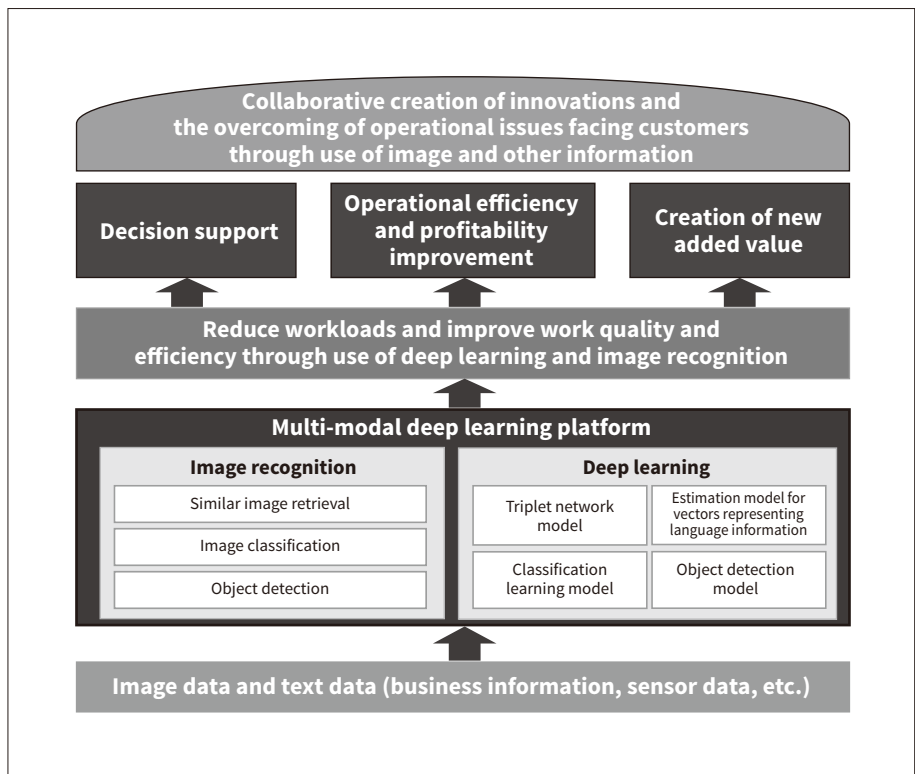 Collaborative creation of innovations and
the overcoming of operational issues facing customers
through use of image and other information
Decision support
Operational efficiency
and profitability
improvement
Creation of new
added value
Reduce workloads and improve work quality and
efficiency through use of deep learning and image recognition
Multi-modal deep learning platform
Image recognition
Similar image retrieval
Image classification
Object detection
Deep learning
Triplet network
model
Estimation model for
vectors representing
language information
Classification
learning model
Object detection
model
Image data and text data (business information, sensor data, etc.)